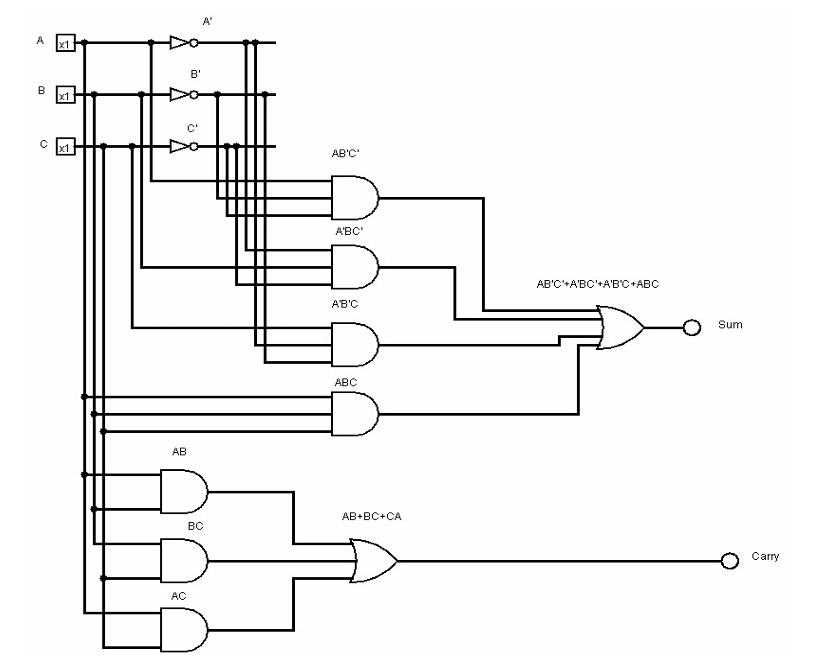 A'
A x1
B'
B x1
C'
C x1
AB'C'
A'BC'
AB'C'+A'BC'+A'B'C+ABC
A'B'C
Sum
ABC
AB
AB+BC+CA
BC
Carry
AC